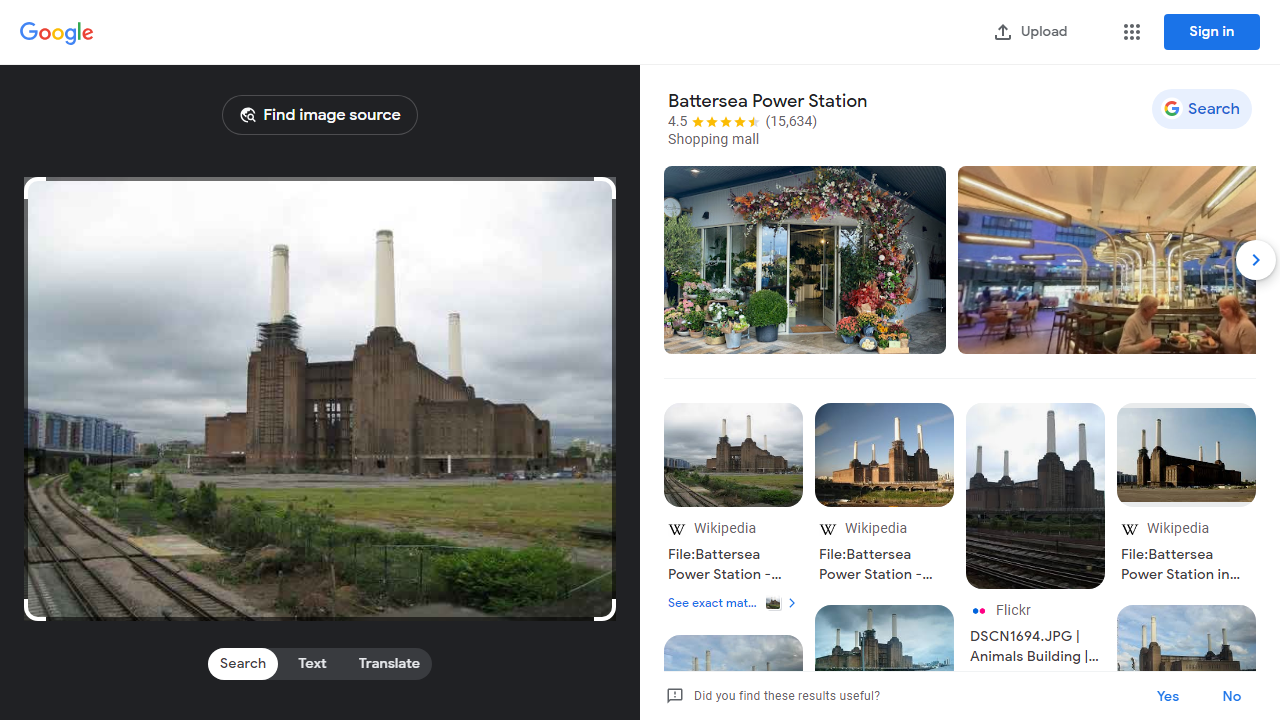 Google
Upload
Sign in
Find image source
Search
Text
Translate
Battersea Power Station
4.5 (15,634)
Shopping mall
Search
W Wikipedia
File:Battersea
Power Station -...
See exact mat...
W Wikipedia
File:Battersea
Power Station -...
Flickr
DSCN1694.JPG |
Animals Building |...
W Wikipedia
File:Battersea
Power Station in...
Did you find these results useful?
Yes
No